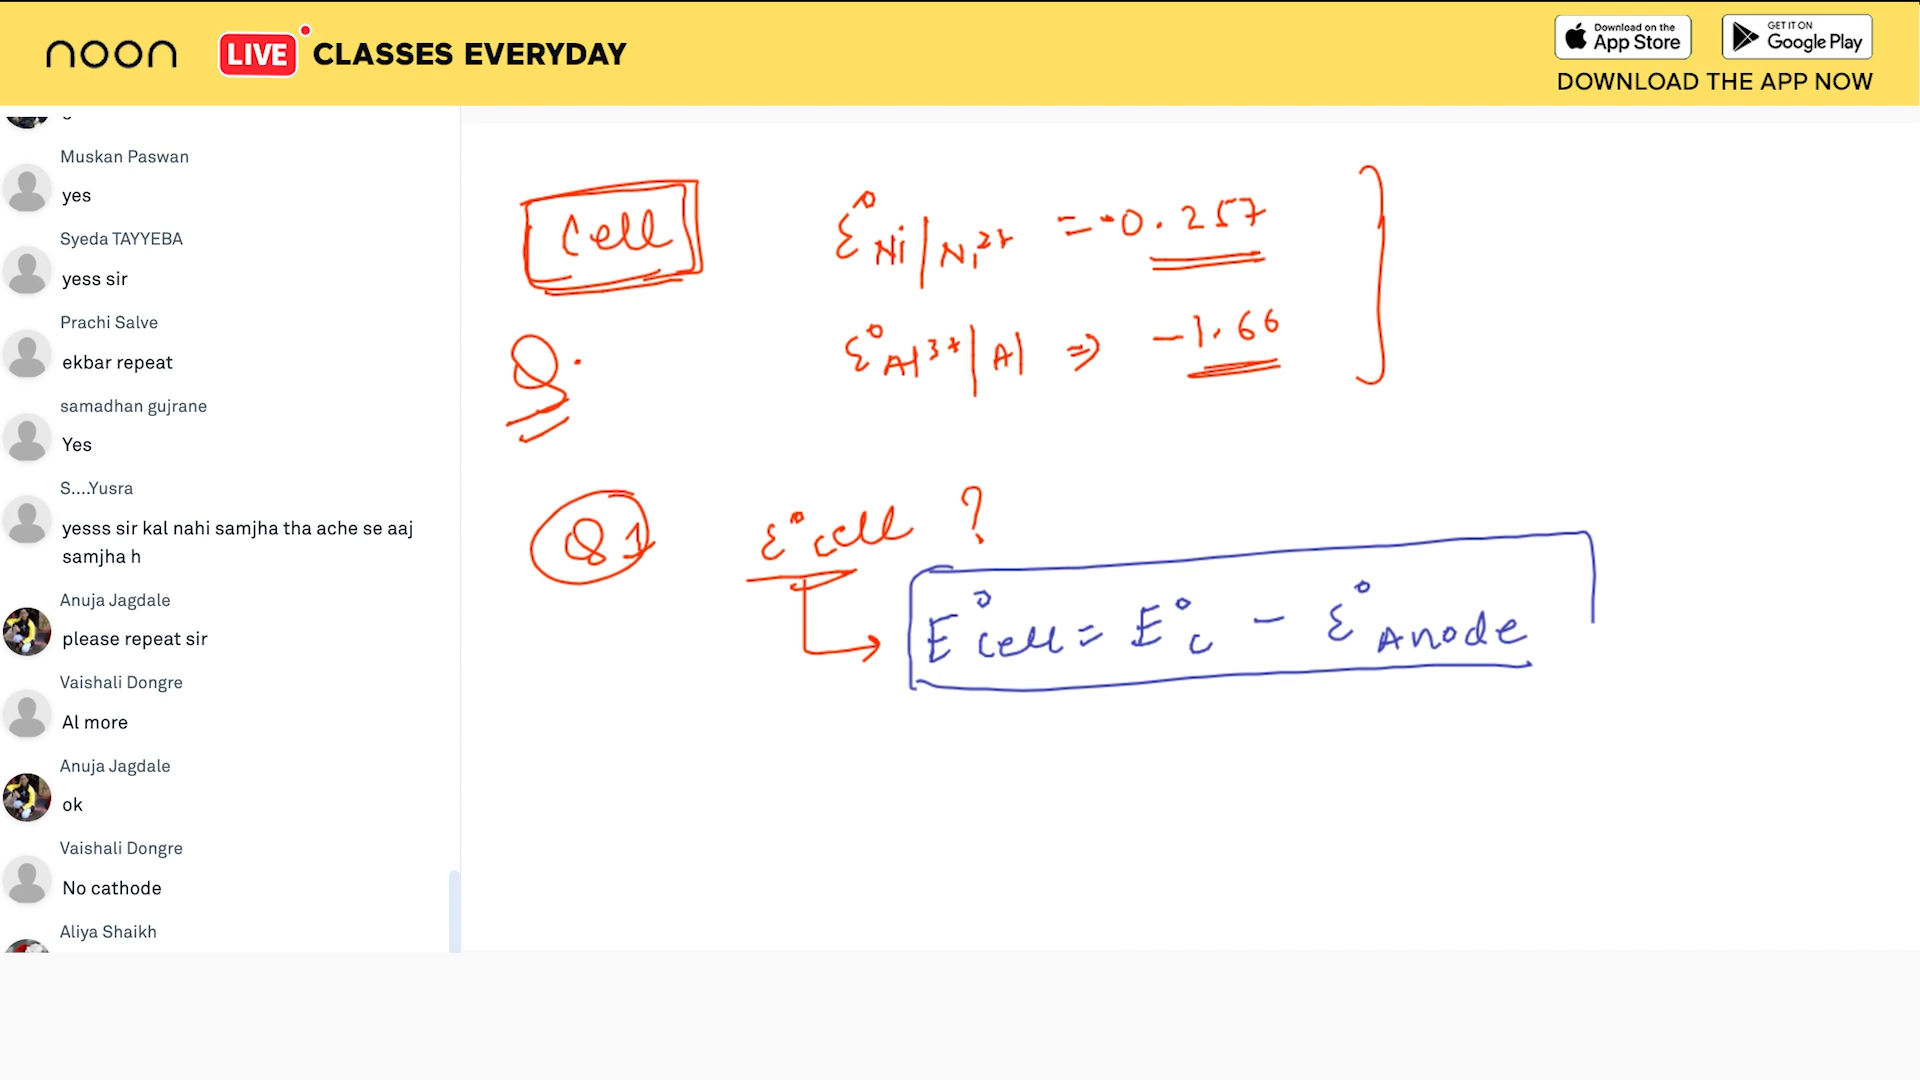 noon LIVE CLASSES EVERYDAY
Download on the App Store
GET IT ON Google Play
DOWNLOAD THE APP NOW
Muskan Paswan
yes
Syeda TAYYEBA
yess sir
Prachi Salve
ekbar repeat
samadhan gujrane
Yes
S....Yusra
yesss sir kal nahi samjha tha ache se aaj
samjha h
Anuja Jagdale
please repeat sir
Vaishali Dongre
Al more
Anuja Jagdale
ok
Vaishali Dongre
No cathode
Aliya Shaikh
Cell
ε° Ni|Ni²⁺ = -0.257
Q.
ε° Al³⁺|Al ⇒ -1.66
Q1 ε°cell ?
E°cell = E°c - ε°Anode